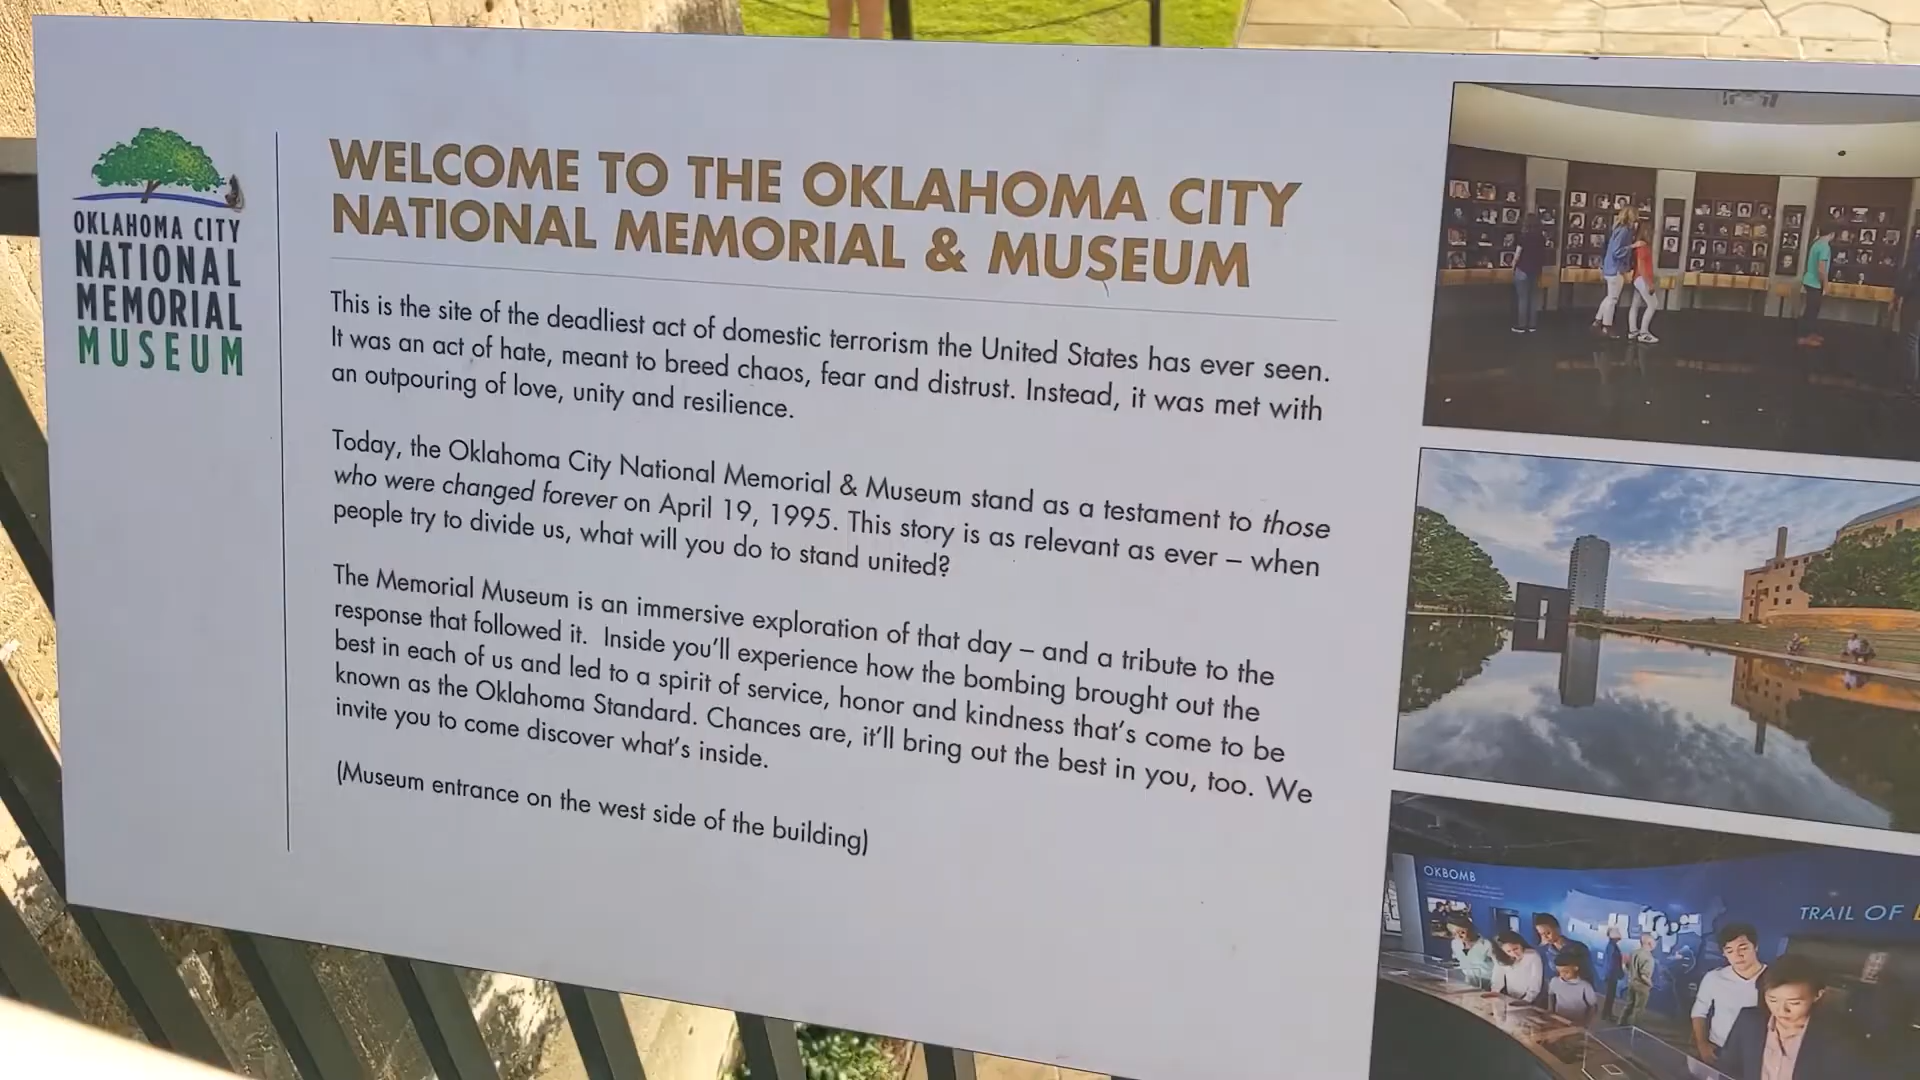 OKLAHOMA CITY
NATIONAL
MEMORIAL
MUSEUM
WELCOME TO THE OKLAHOMA CITY
NATIONAL MEMORIAL & MUSEUM
This is the site of the deadliest act of domestic terrorism the United States has ever seen.
It was an act of hate, meant to breed chaos, fear and distrust. Instead, it was met with
an outpouring of love, unity and resilience.
Today, the Oklahoma City National Memorial & Museum stand as a testament to those
who were changed forever on April 19, 1995. This story is as relevant as ever – when
people try to divide us, what will you do to stand united?
The Memorial Museum is an immersive exploration of that day – and a tribute to the
response that followed it. Inside you'll experience how the bombing brought out the
best in each of us and led to a spirit of service, honor and kindness that's come to be
known as the Oklahoma Standard. Chances are, it'll bring out the best in you, too. We
invite you to come discover what's inside.
(Museum entrance on the west side of the building)
OKBOMB
TRAIL OF